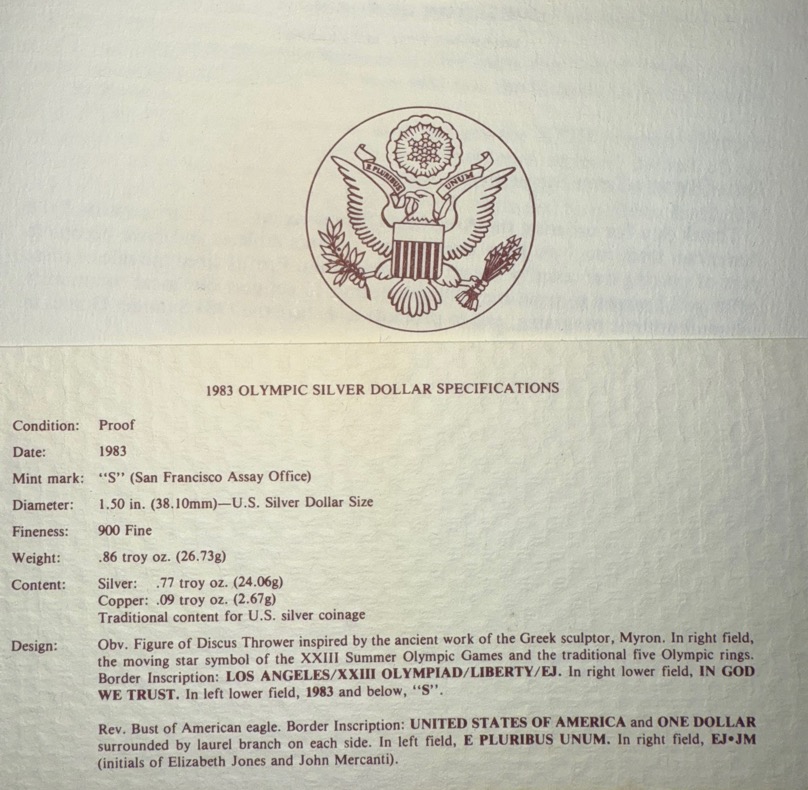 E PLURIBUS UNUM
1983 OLYMPIC SILVER DOLLAR SPECIFICATIONS
Condition: Proof
Date: 1983
Mint mark: “S” (San Francisco Assay Office)
Diameter: 1.50 in. (38.10mm)—U.S. Silver Dollar Size
Fineness: 900 Fine
Weight: .86 troy oz. (26.73g)
Content: Silver: .77 troy oz. (24.06g)
Copper: .09 troy oz. (2.67g)
Traditional content for U.S. silver coinage
Design: Obv. Figure of Discus Thrower inspired by the ancient work of the Greek sculptor, Myron. In right field,
the moving star symbol of the XXIII Summer Olympic Games and the traditional five Olympic rings.
Border Inscription: LOS ANGELES/XXIII OLYMPIAD/LIBERTY/EJ. In right lower field, IN GOD
WE TRUST. In left lower field, 1983 and below, “S”.
Rev. Bust of American eagle. Border Inscription: UNITED STATES OF AMERICA and ONE DOLLAR
surrounded by laurel branch on each side. In left field, E PLURIBUS UNUM. In right field, EJ•JM
(initials of Elizabeth Jones and John Mercanti).